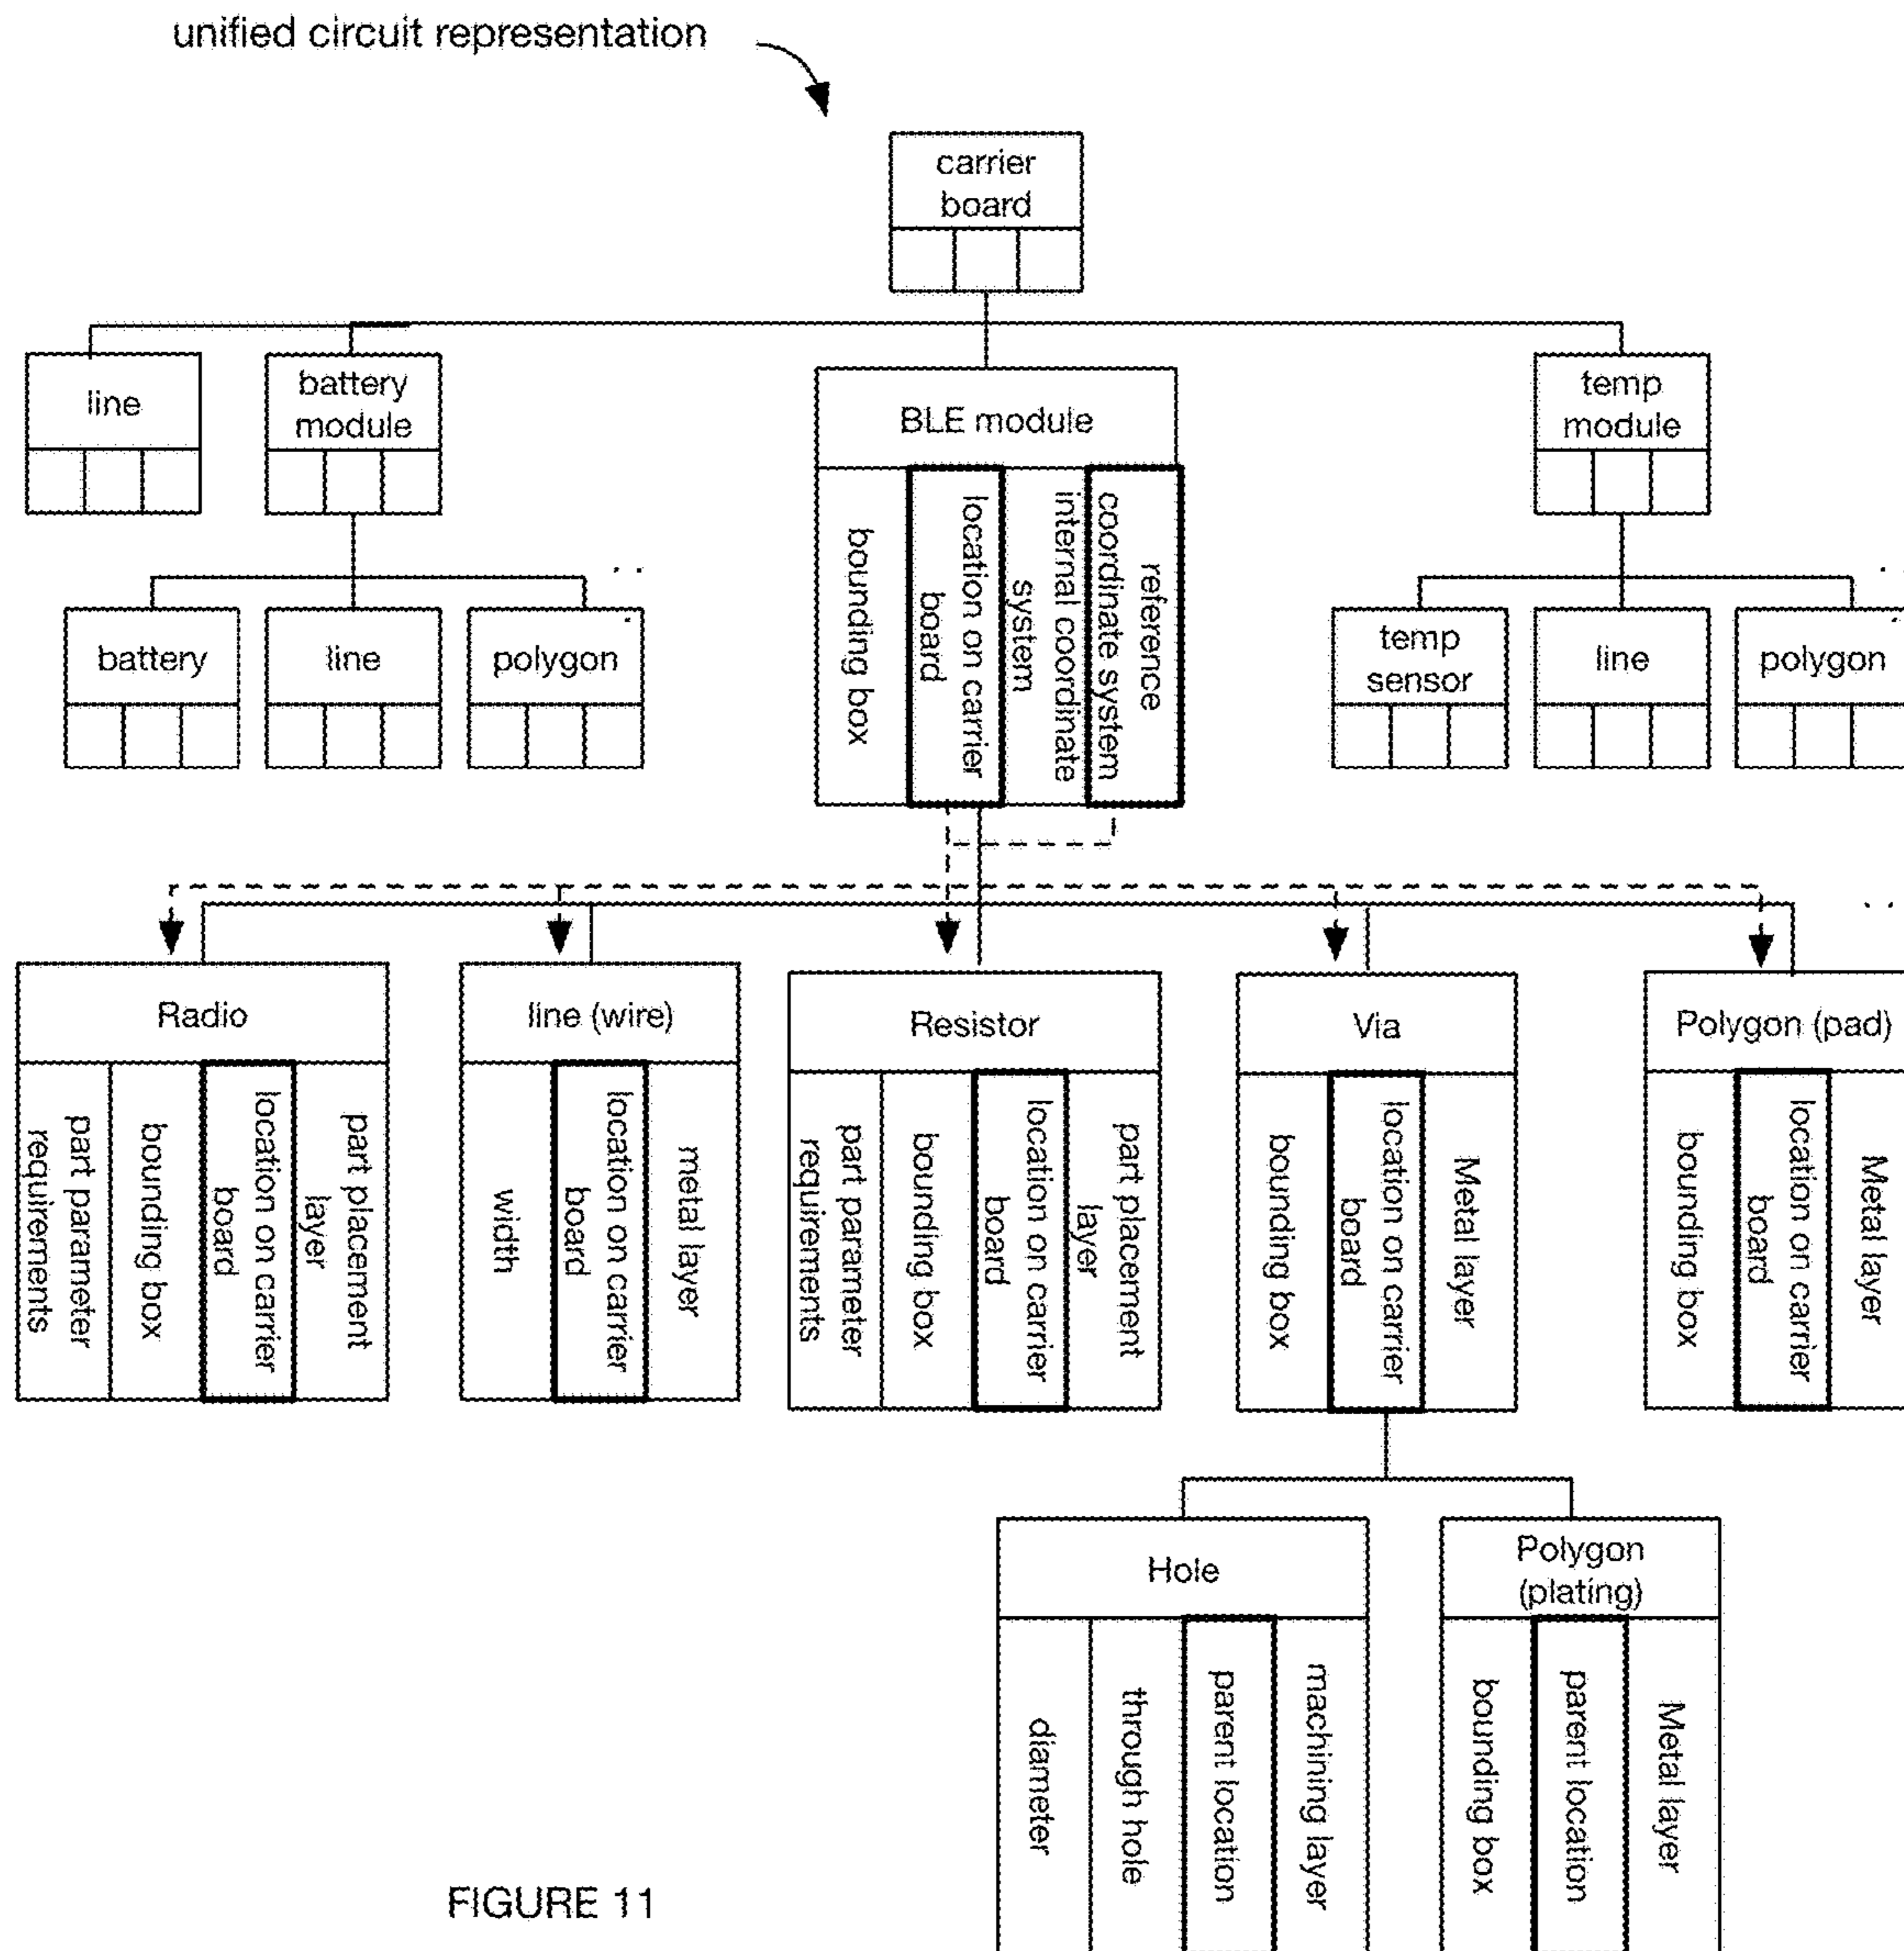 unified circuit representation
carrier
board
line
battery
module
BLE module
temp
module
bounding box
location on carrier
board
internal coordinate
system
reference
coordinate system
battery
line
polygon
temp
sensor
line
polygon
Radio
part parameter
requirements
bounding box
location on carrier
board
part placement
layer
line (wire)
width
location on carrier
board
metal layer
Resistor
part parameter
requirements
bounding box
location on carrier
board
part placement
layer
Via
bounding box
location on carrier
board
Metal layer
Polygon (pad)
bounding box
location on carrier
board
Metal layer
Hole
diameter
through hole
parent location
machining layer
Polygon
(plating)
bounding box
parent location
Metal layer
FIGURE 11